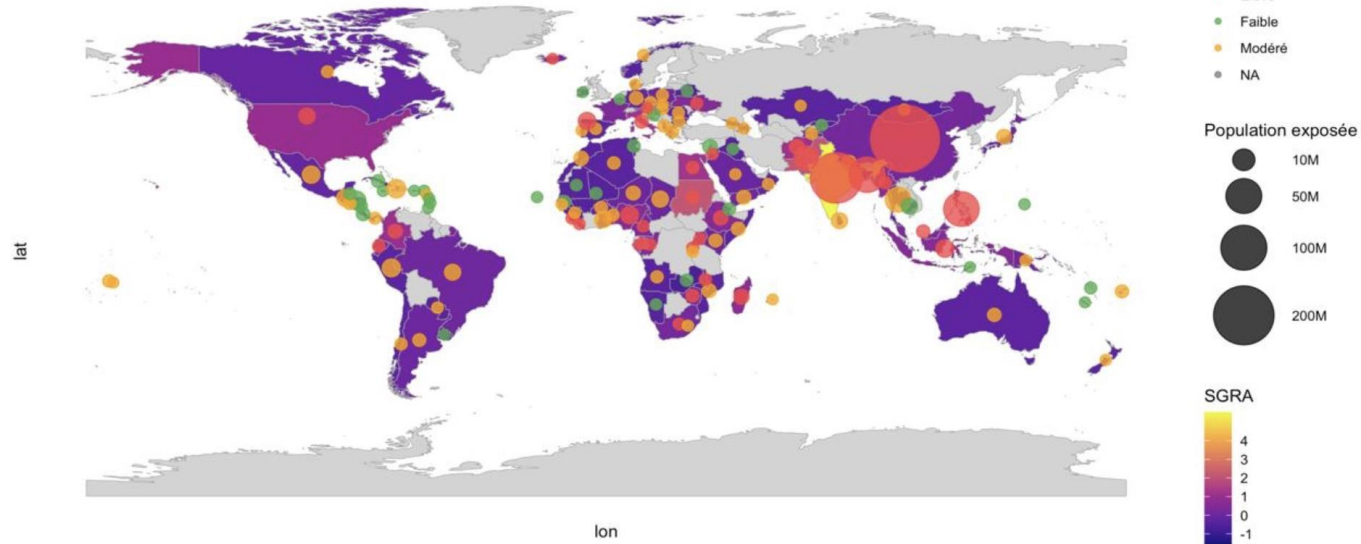 Faible
Modéré
NA
Population exposée
10M
50M
100M
200M
SGRA
4
3
2
1
0
-1
lat
lon